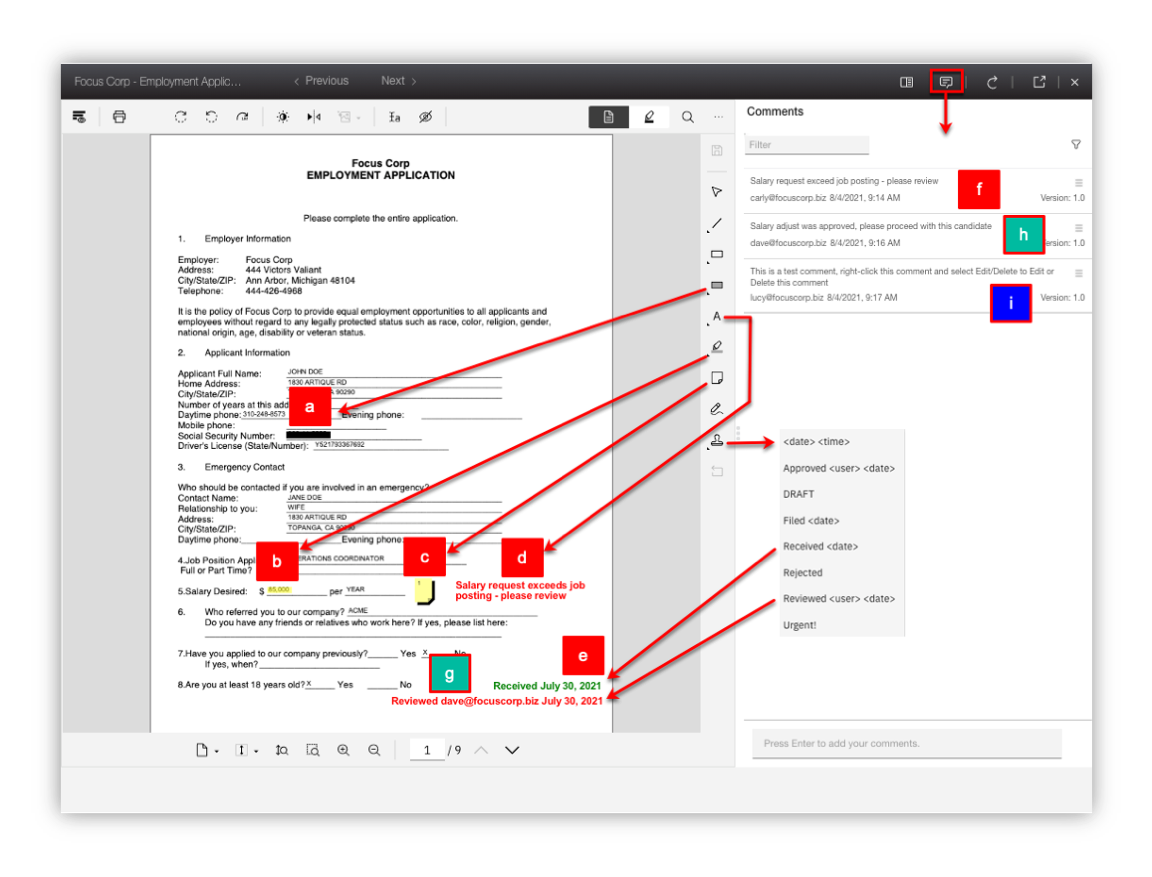 Focus Corp - Employment Applic...
< Previous
Next >
Comments
Filter
Salary request exceed job posting - please review
carly@focuscorp.biz 8/4/2021, 9:14 AM
Version: 1.0
f
Salary adjust was approved, please proceed with this candidate
dave@focuscorp.biz 8/4/2021, 9:16 AM
ersion: 1.0
h
This is a test comment, right-click this comment and select Edit/Delete to Edit or
Delete this comment
lucy@focuscorp.biz 8/4/2021, 9:17 AM
Version: 1.0
i
Focus Corp
EMPLOYMENT APPLICATION
Please complete the entire application.
1. Employer Information
Employer: Focus Corp
Address: 444 Victors Valiant
City/State/ZIP: Ann Arbor, Michigan 48104
Telephone: 444-426-4968
It is the policy of Focus Corp to provide equal employment opportunities to all applicants and
employees without regard to any legally protected status such as race, color, religion, gender,
national origin, age, disability or veteran status.
2. Applicant Information
Applicant Full Name: JOHN DOE
Home Address: 1830 ARTIQUE RD
City/State/ZIP: 90290
Number of years at this add
a
Daytime phone: 310-248-8573 Evening phone:
Mobile phone:
Social Security Number:
Driver's License (State/Number): Y521793367692
3. Emergency Contact
Who should be contacted if you are involved in an emergency?
Contact Name: JANE DOE
Relationship to you: WIFE
Address: 1830 ARTIQUE RD
City/State/ZIP: TOPANGA, CA 90290
Daytime phone: Evening phone:
b
c
d
4.Job Position Appl ERATIONS COORDINATOR
Full or Part Time?
5.Salary Desired: $ 85,000 per YEAR
Salary request exceeds job
posting - please review
6. Who referred you to our company? ACME
Do you have any friends or relatives who work here? If yes, please list here:
7.Have you applied to our company previously? Yes X No
If yes, when?
e
g
8.Are you at least 18 years old? X Yes No
Received July 30, 2021
Reviewed dave@focuscorp.biz July 30, 2021
A
<date> <time>
Approved <user> <date>
DRAFT
Filed <date>
Received <date>
Rejected
Reviewed <user> <date>
Urgent!
Press Enter to add your comments.
1 / 9